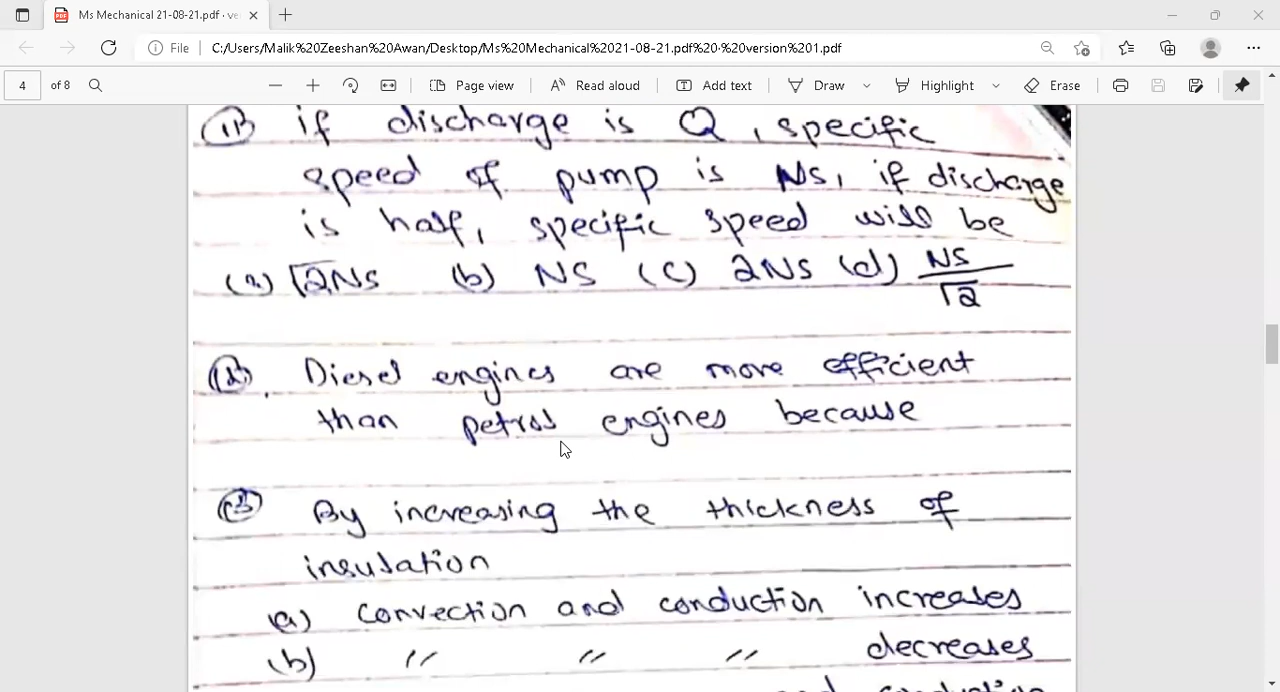 Ms Mechanical 21-08-21.pdf - ve
File C:/Users/Malik%20Zeeshan%20Awan/Desktop/Ms%20Mechanical%2021-08-21.pdf%20%20version%201.pdf
4 of 8 Page view Read aloud Add text Draw Highlight Erase
(11) if discharge is Q, specific
speed of pump is Ns, if discharge
is half, specific speed will be
(a) √2Ns (b) NS (c) 2NS (d) NS/√2
(12). Diesel engines are more efficient
than petrol engines because
(13) By increasing the thickness of
insulation
a) convection and conduction increases
(b) " " " decreases